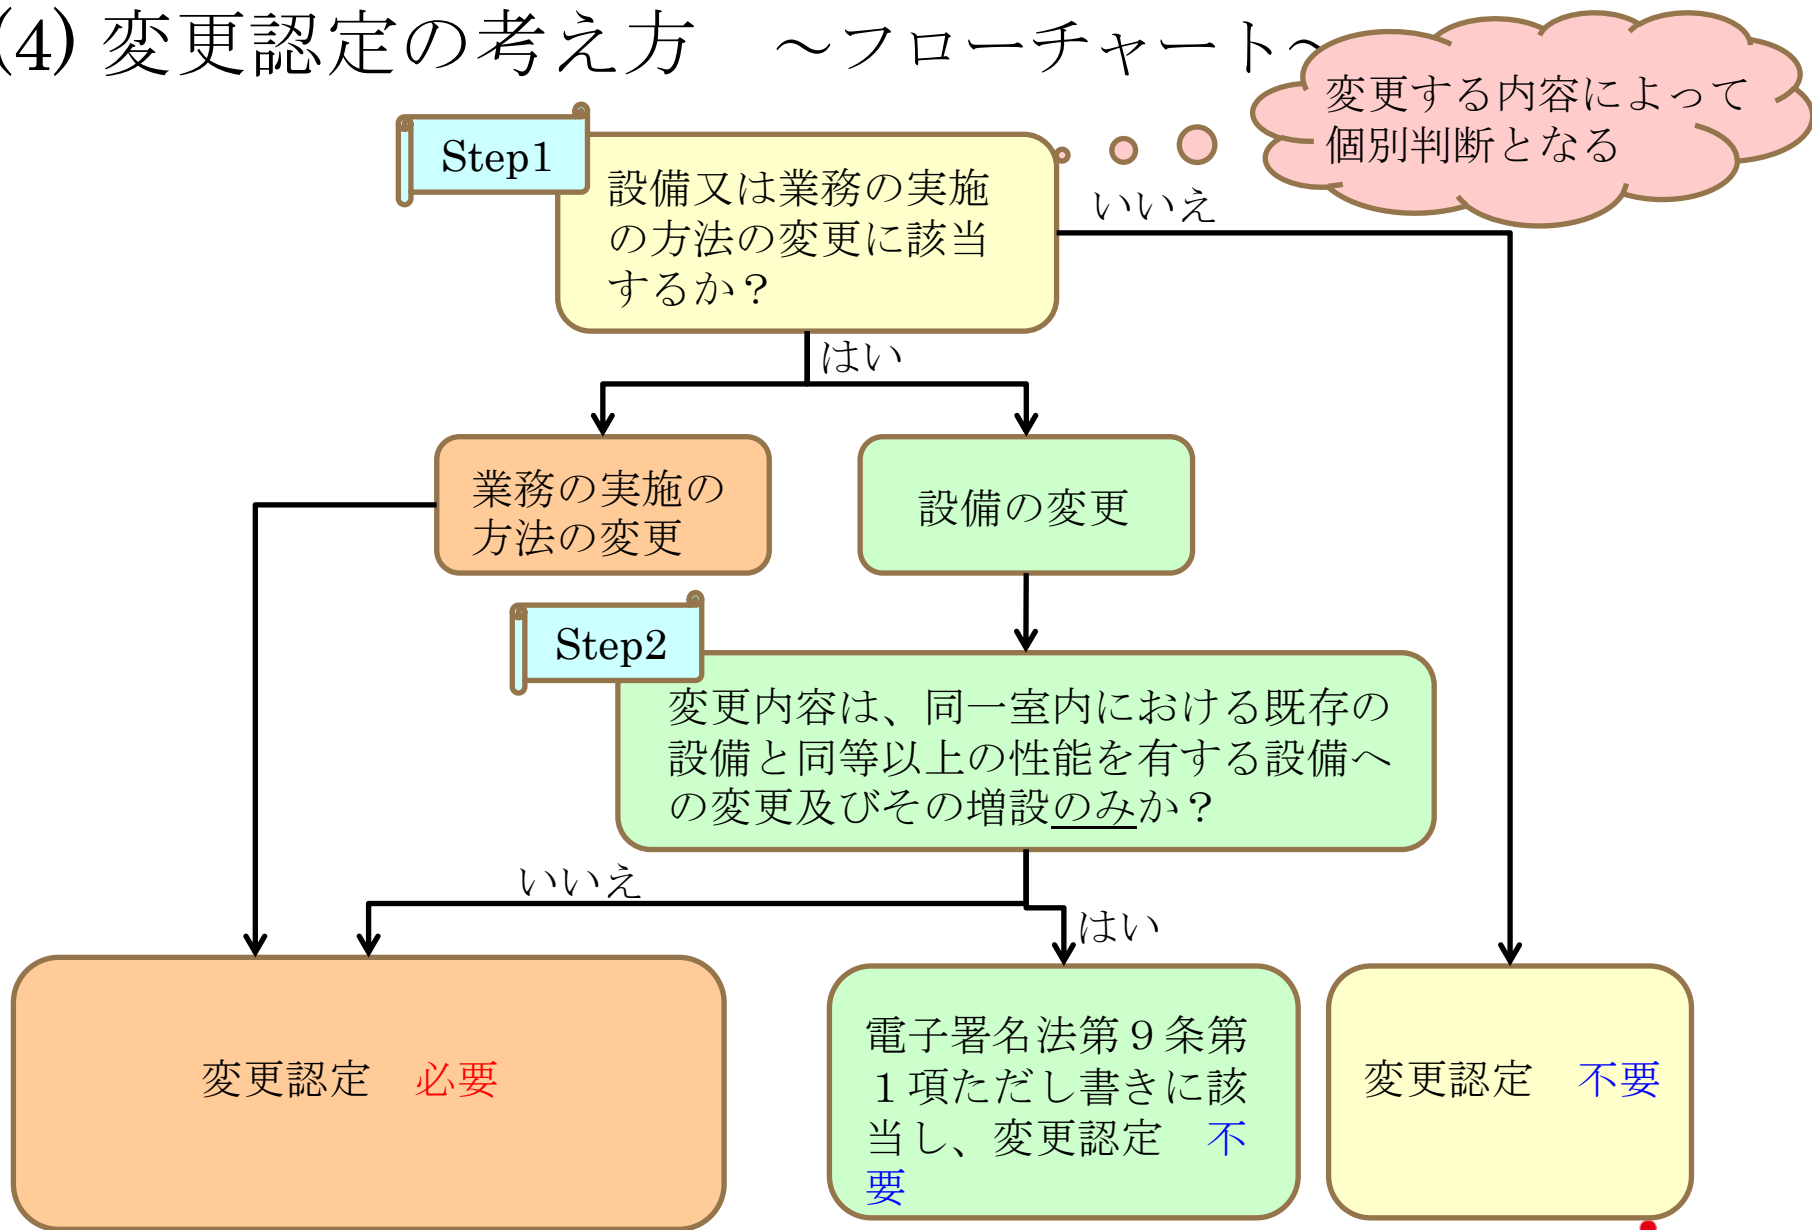 (4) 変更認定の考え方　～フローチャート～
変更する内容によって
個別判断となる
Step1
設備又は業務の実施
の方法の変更に該当
するか？
いいえ
はい
業務の実施の
方法の変更
設備の変更
Step2
変更内容は、同一室内における既存の
設備と同等以上の性能を有する設備へ
の変更及びその増設のみか？
いいえ
はい
変更認定　必要
電子署名法第９条第
１項ただし書きに該
当し、変更認定　不
要
変更認定　不要